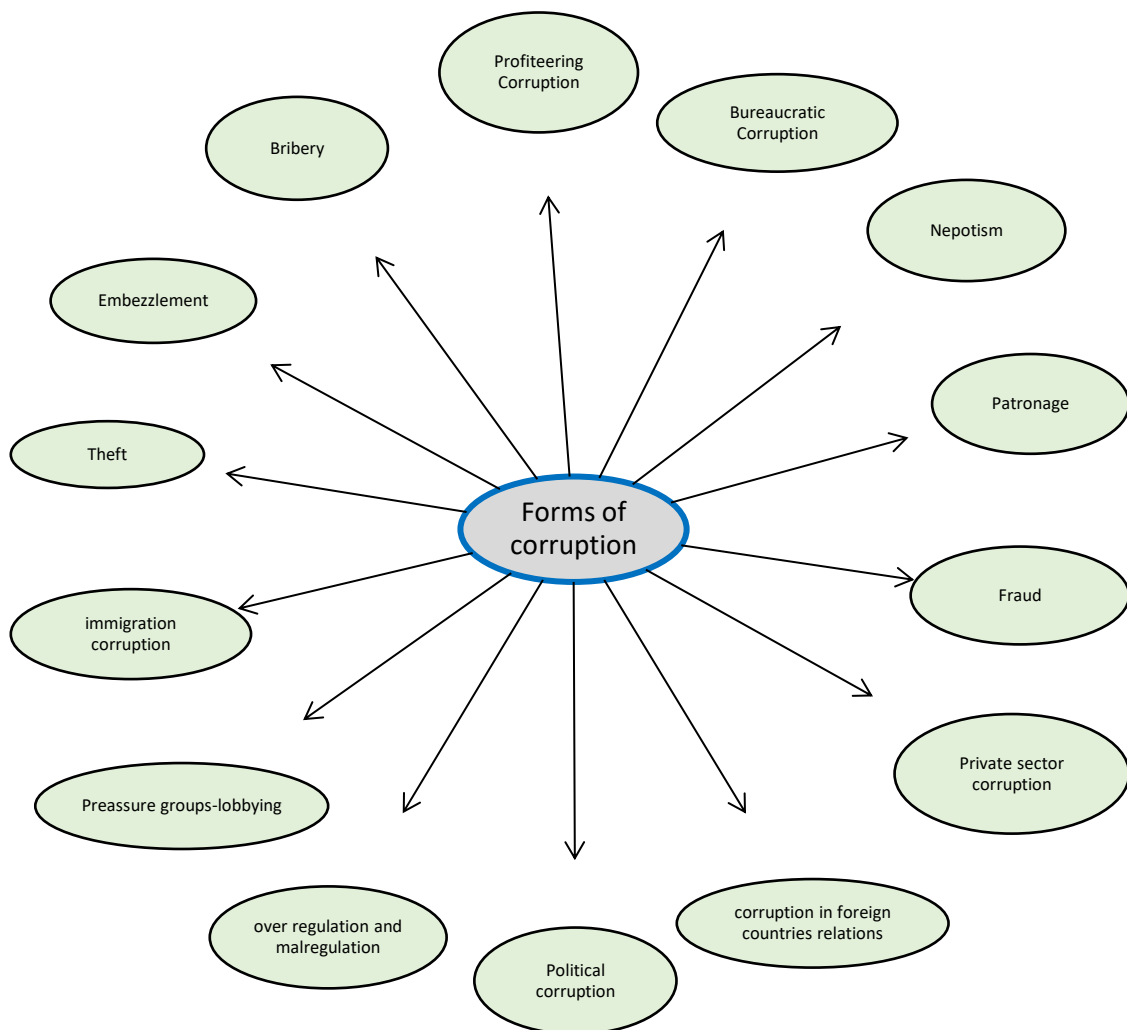 Profiteering
Corruption
Bureaucratic
Corruption
Bribery
Nepotism
Embezzlement
Patronage
Theft
Forms of
corruption
Fraud
immigration
corruption
Private sector
corruption
Preassure groups-lobbying
over regulation and
malregulation
corruption in foreign
countries relations
Political
corruption